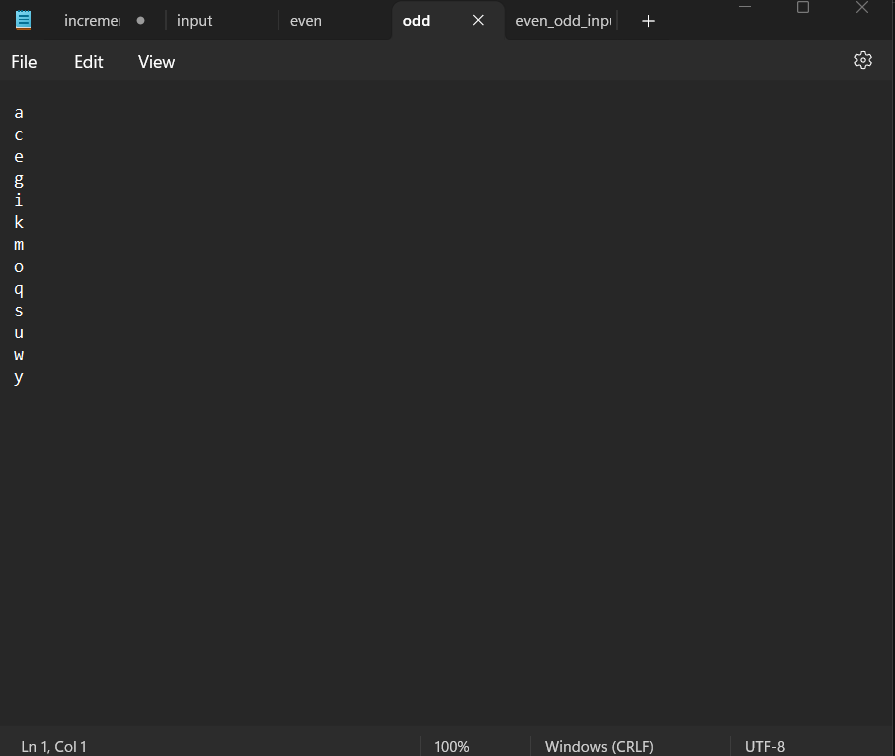 increme
input
even
odd
even_odd_inpu
File
Edit
View
a
c
e
g
i
k
m
o
q
s
u
w
y
Ln 1, Col 1
100%
Windows (CRLF)
UTF-8